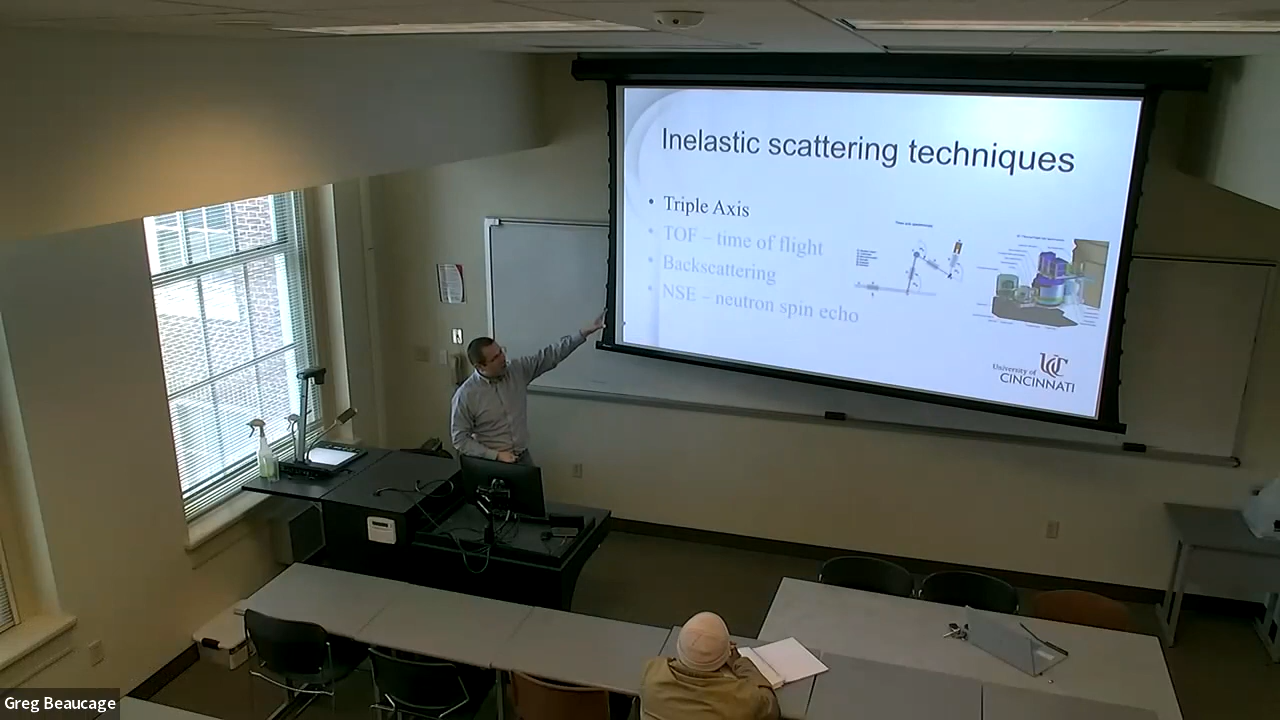 Inelastic scattering techniques
• Triple Axis
• TOF – time of flight
• Backscattering
• NSE – neutron spin echo
UC
University of
CINCINNATI
Greg Beaucage